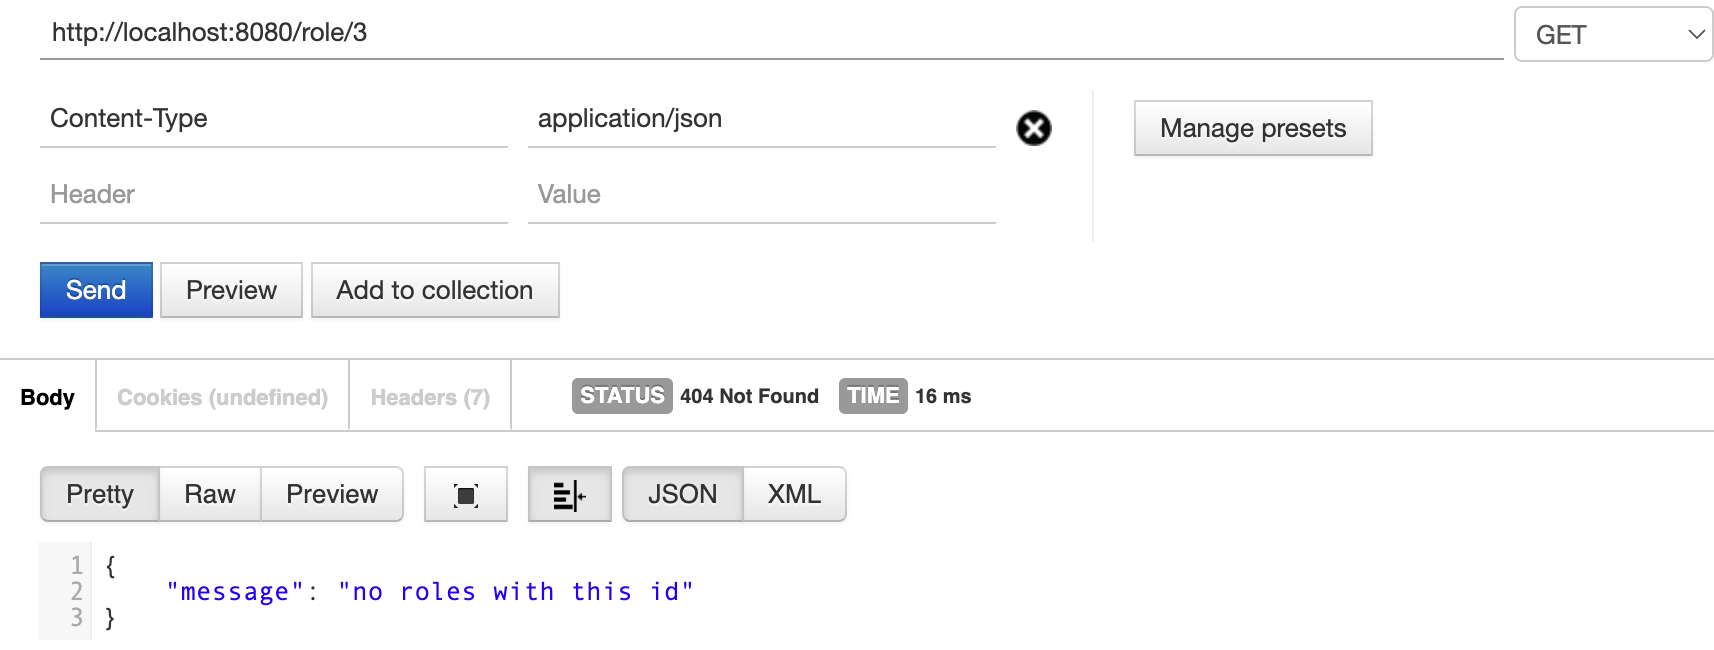 http://localhost:8080/role/3 GET
Content-Type application/json Manage presets
Header Value
Send Preview Add to collection
Body Cookies (undefined) Headers (7) STATUS 404 Not Found TIME 16 ms
Pretty Raw Preview JSON XML
1 {
2 "message": "no roles with this id"
3 }